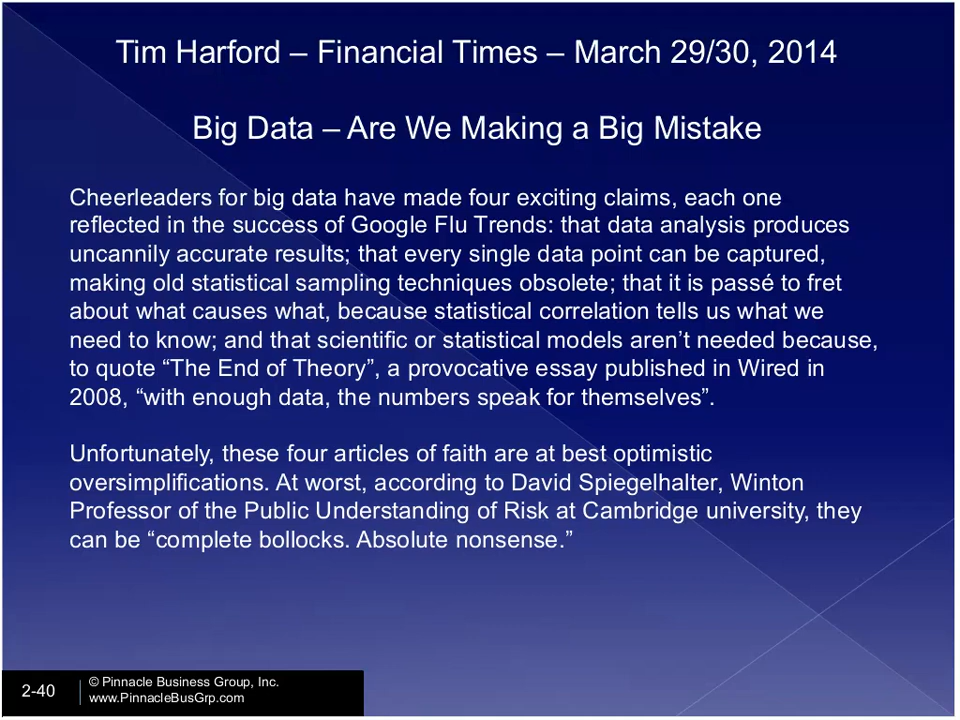 Tim Harford – Financial Times – March 29/30, 2014
Big Data – Are We Making a Big Mistake
Cheerleaders for big data have made four exciting claims, each one
reflected in the success of Google Flu Trends: that data analysis produces
uncannily accurate results; that every single data point can be captured,
making old statistical sampling techniques obsolete; that it is passé to fret
about what causes what, because statistical correlation tells us what we
need to know; and that scientific or statistical models aren’t needed because,
to quote “The End of Theory”, a provocative essay published in Wired in
2008, “with enough data, the numbers speak for themselves”.
Unfortunately, these four articles of faith are at best optimistic
oversimplifications. At worst, according to David Spiegelhalter, Winton
Professor of the Public Understanding of Risk at Cambridge university, they
can be “complete bollocks. Absolute nonsense.”
2-40
© Pinnacle Business Group, Inc.
www.PinnacleBusGrp.com